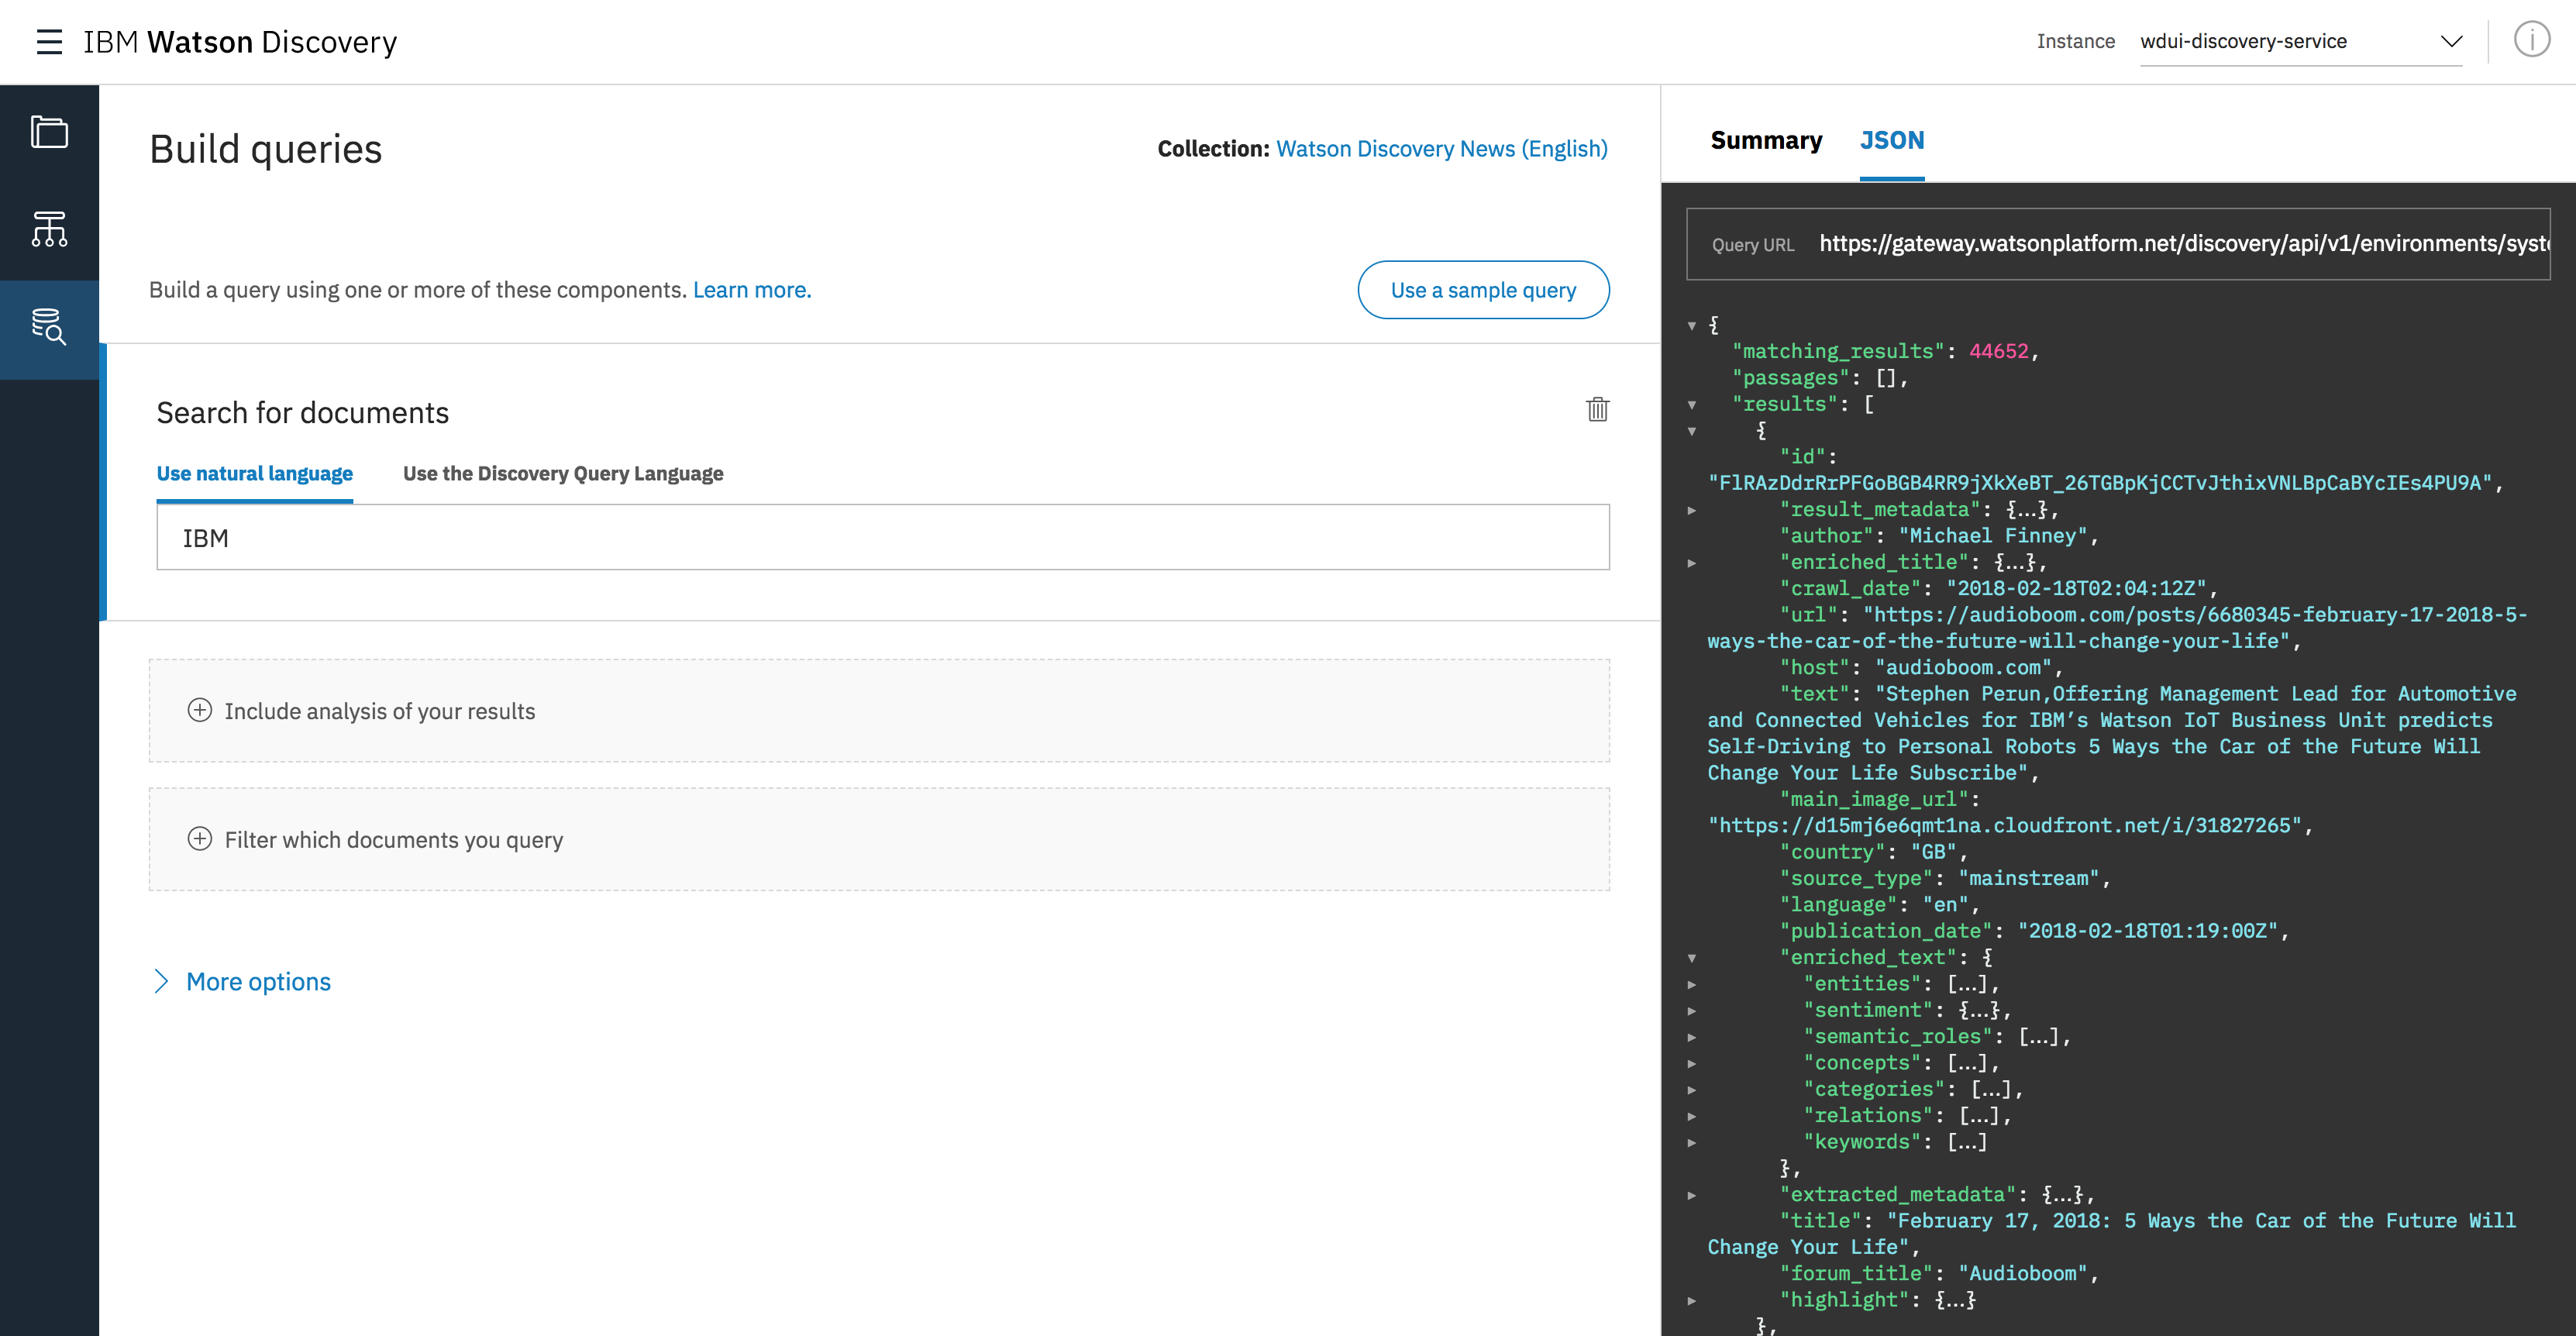 IBM Watson Discovery
Instance wdui-discovery-service
Build queries
Collection: Watson Discovery News (English)
Build a query using one or more of these components. Learn more.
Use a sample query
Search for documents
Use natural language Use the Discovery Query Language
IBM
Include analysis of your results
Filter which documents you query
More options
Summary JSON
Query URL https://gateway.watsonplatform.net/discovery/api/v1/environments/syst
{
"matching_results": 44652,
"passages": [],
"results": [
{
"id":
"FlRAzDdrRrPFGoBGB4RR9jXkXeBT_26TGBpKjCCTvJthixVNLBpCaBYcIEs4PU9A",
"result_metadata": {...},
"author": "Michael Finney",
"enriched_title": {...},
"crawl_date": "2018-02-18T02:04:12Z",
"url": "https://audioboom.com/posts/6680345-february-17-2018-5-
ways-the-car-of-the-future-will-change-your-life",
"host": "audioboom.com",
"text": "Stephen Perun,Offering Management Lead for Automotive
and Connected Vehicles for IBM’s Watson IoT Business Unit predicts
Self-Driving to Personal Robots 5 Ways the Car of the Future Will
Change Your Life Subscribe",
"main_image_url":
"https://d15mj6e6qmt1na.cloudfront.net/i/31827265",
"country": "GB",
"source_type": "mainstream",
"language": "en",
"publication_date": "2018-02-18T01:19:00Z",
"enriched_text": {
"entities": [...],
"sentiment": {...},
"semantic_roles": [...],
"concepts": [...],
"categories": [...],
"relations": [...],
"keywords": [...]
},
"extracted_metadata": {...},
"title": "February 17, 2018: 5 Ways the Car of the Future Will
Change Your Life",
"forum_title": "Audioboom",
"highlight": {...}
},